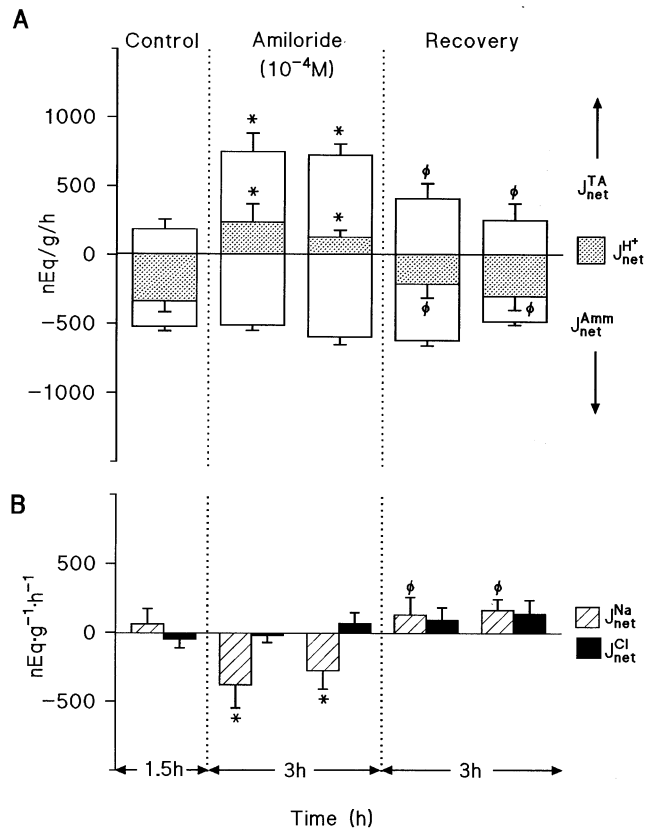 A
Control
Amiloride
(10⁻⁴M)
Recovery
1000
500
0
−500
−1000
nEq/g/h
*
*
*
*
ϕ
ϕ
ϕ
ϕ
J^TA_net
J^H+_net
J^Amm_net
B
500
0
−500
nEq·g⁻¹·h⁻¹
*
*
ϕ
ϕ
J^Na_net
J^Cl_net
1.5h
3h
3h
Time (h)